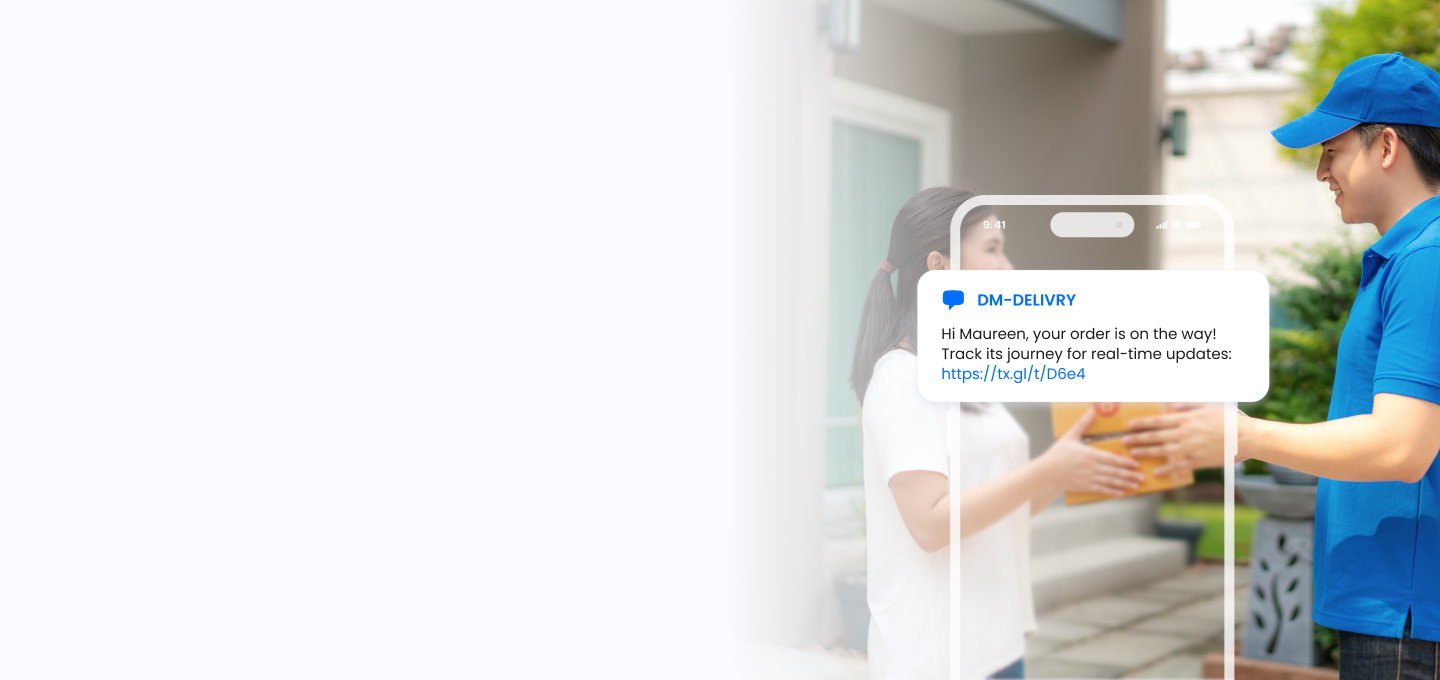 9:41
DM-DELIVRY
Hi Maureen, your order is on the way!
Track its journey for real-time updates:
https://tx.gl/t/D6e4